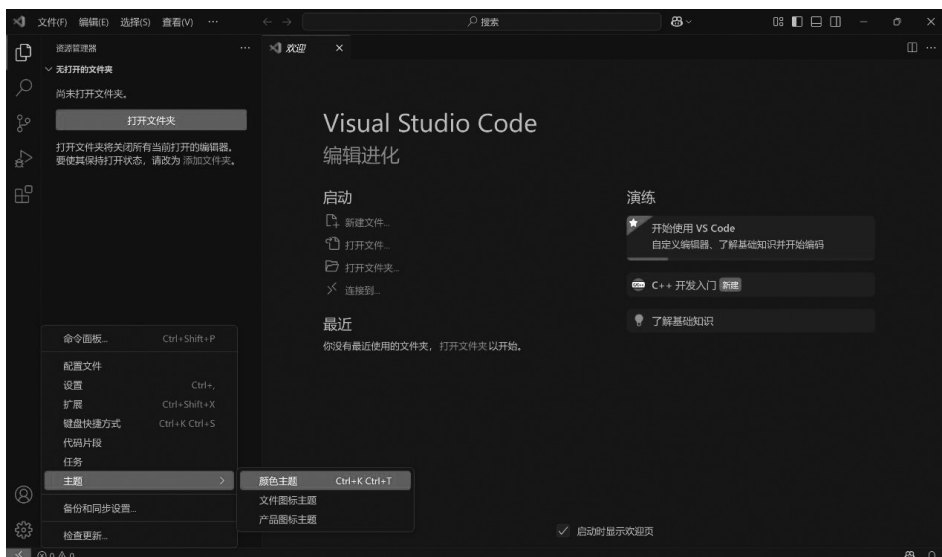 文件(F) 编辑(E) 选择(S) 查看(V) ··· ← → 搜索
资源管理器 ···
无打开的文件夹
尚未打开文件夹。
打开文件夹
打开文件夹将关闭所有当前打开的编辑器。
要使其保持打开状态，请改为 添加文件夹。
欢迎 ×
Visual Studio Code
编辑进化
启动
新建文件...
打开文件...
打开文件夹...
连接到...
最近
你没有最近使用的文件夹，打开文件夹以开始。
演练
开始使用 VS Code
自定义编辑器、了解基础知识并开始编码
C++ 开发入门 新建
了解基础知识
命令面板... Ctrl+Shift+P
配置文件
设置 Ctrl+,
扩展 Ctrl+Shift+X
键盘快捷方式 Ctrl+K Ctrl+S
代码片段
任务
主题 >
备份和同步设置...
检查更新...
颜色主题 Ctrl+K Ctrl+T
文件图标主题
产品图标主题
启动时显示欢迎页
0 0